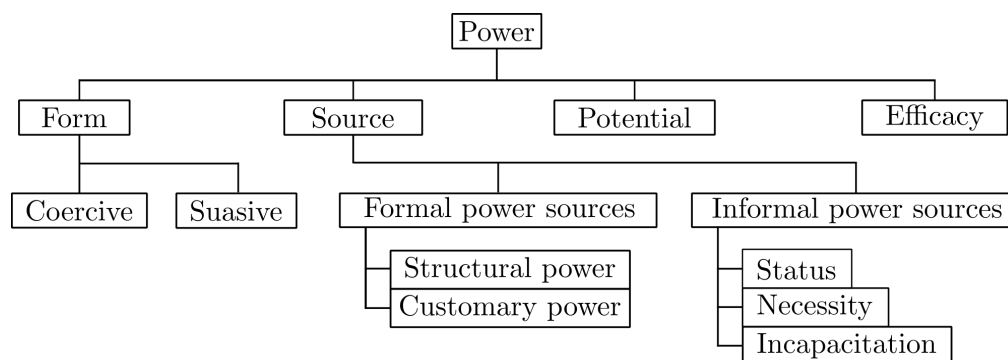 Power
Form
Source
Potential
Efficacy
Coercive
Suasive
Formal power sources
Informal power sources
Structural power
Customary power
Status
Necessity
Incapacitation